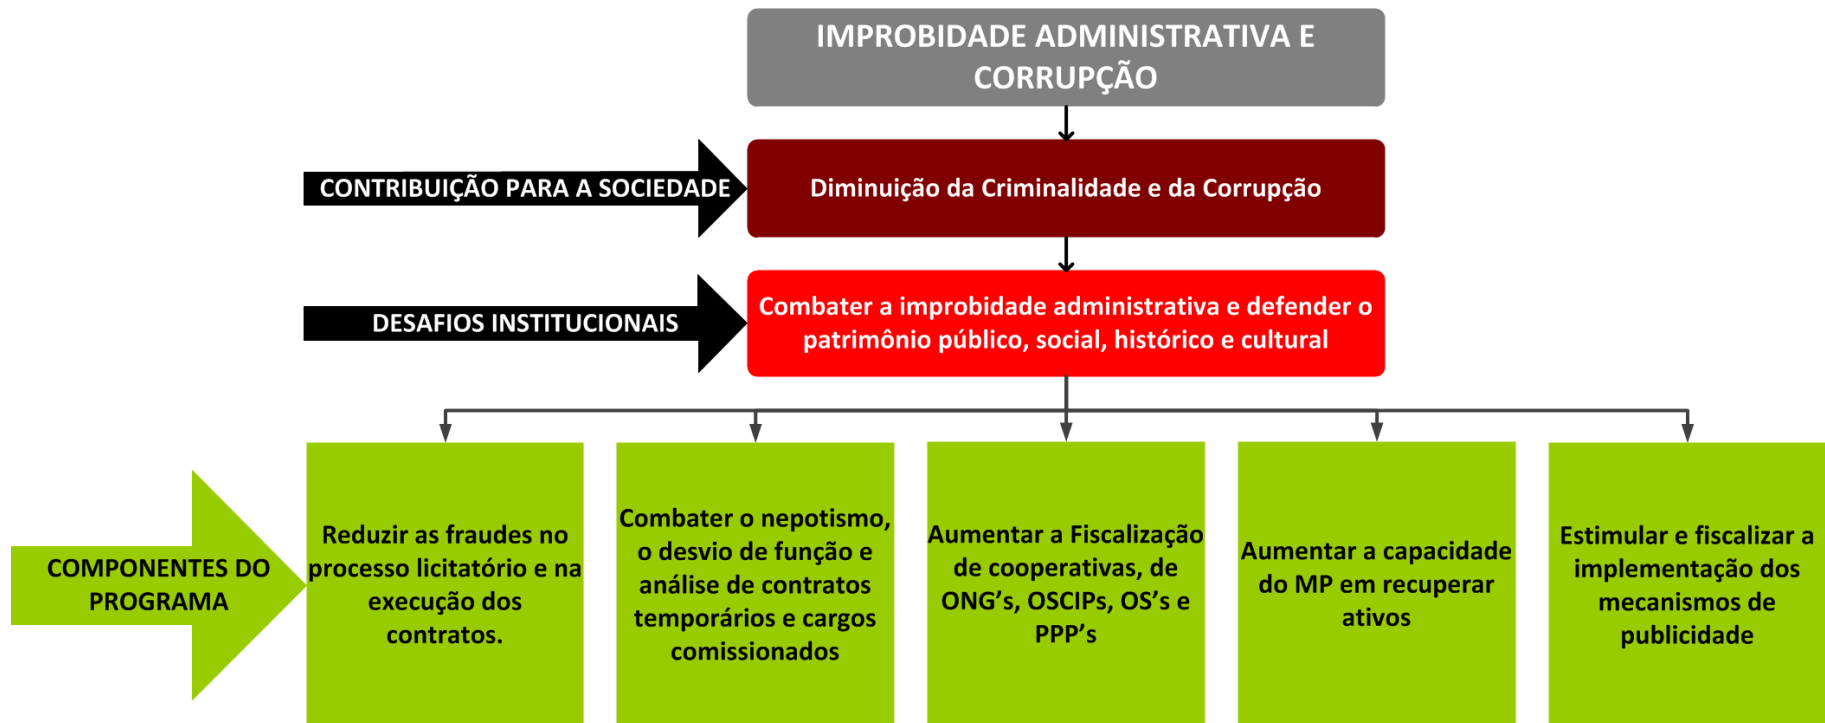 IMPROBIDADE ADMINISTRATIVA E
CORRUPÇÃO
CONTRIBUIÇÃO PARA A SOCIEDADE
Diminuição da Criminalidade e da Corrupção
DESAFIOS INSTITUCIONAIS
Combater a improbidade administrativa e defender o
patrimônio público, social, histórico e cultural
COMPONENTES DO
PROGRAMA
Reduzir as fraudes no
processo licitatório e na
execução dos
contratos.
Combater o nepotismo,
o desvio de função e
análise de contratos
temporários e cargos
comissionados
Aumentar a Fiscalização
de cooperativas, de
ONG’s, OSCIPs, OS’s e
PPP’s
Aumentar a capacidade
do MP em recuperar
ativos
Estimular e fiscalizar a
implementação dos
mecanismos de
publicidade